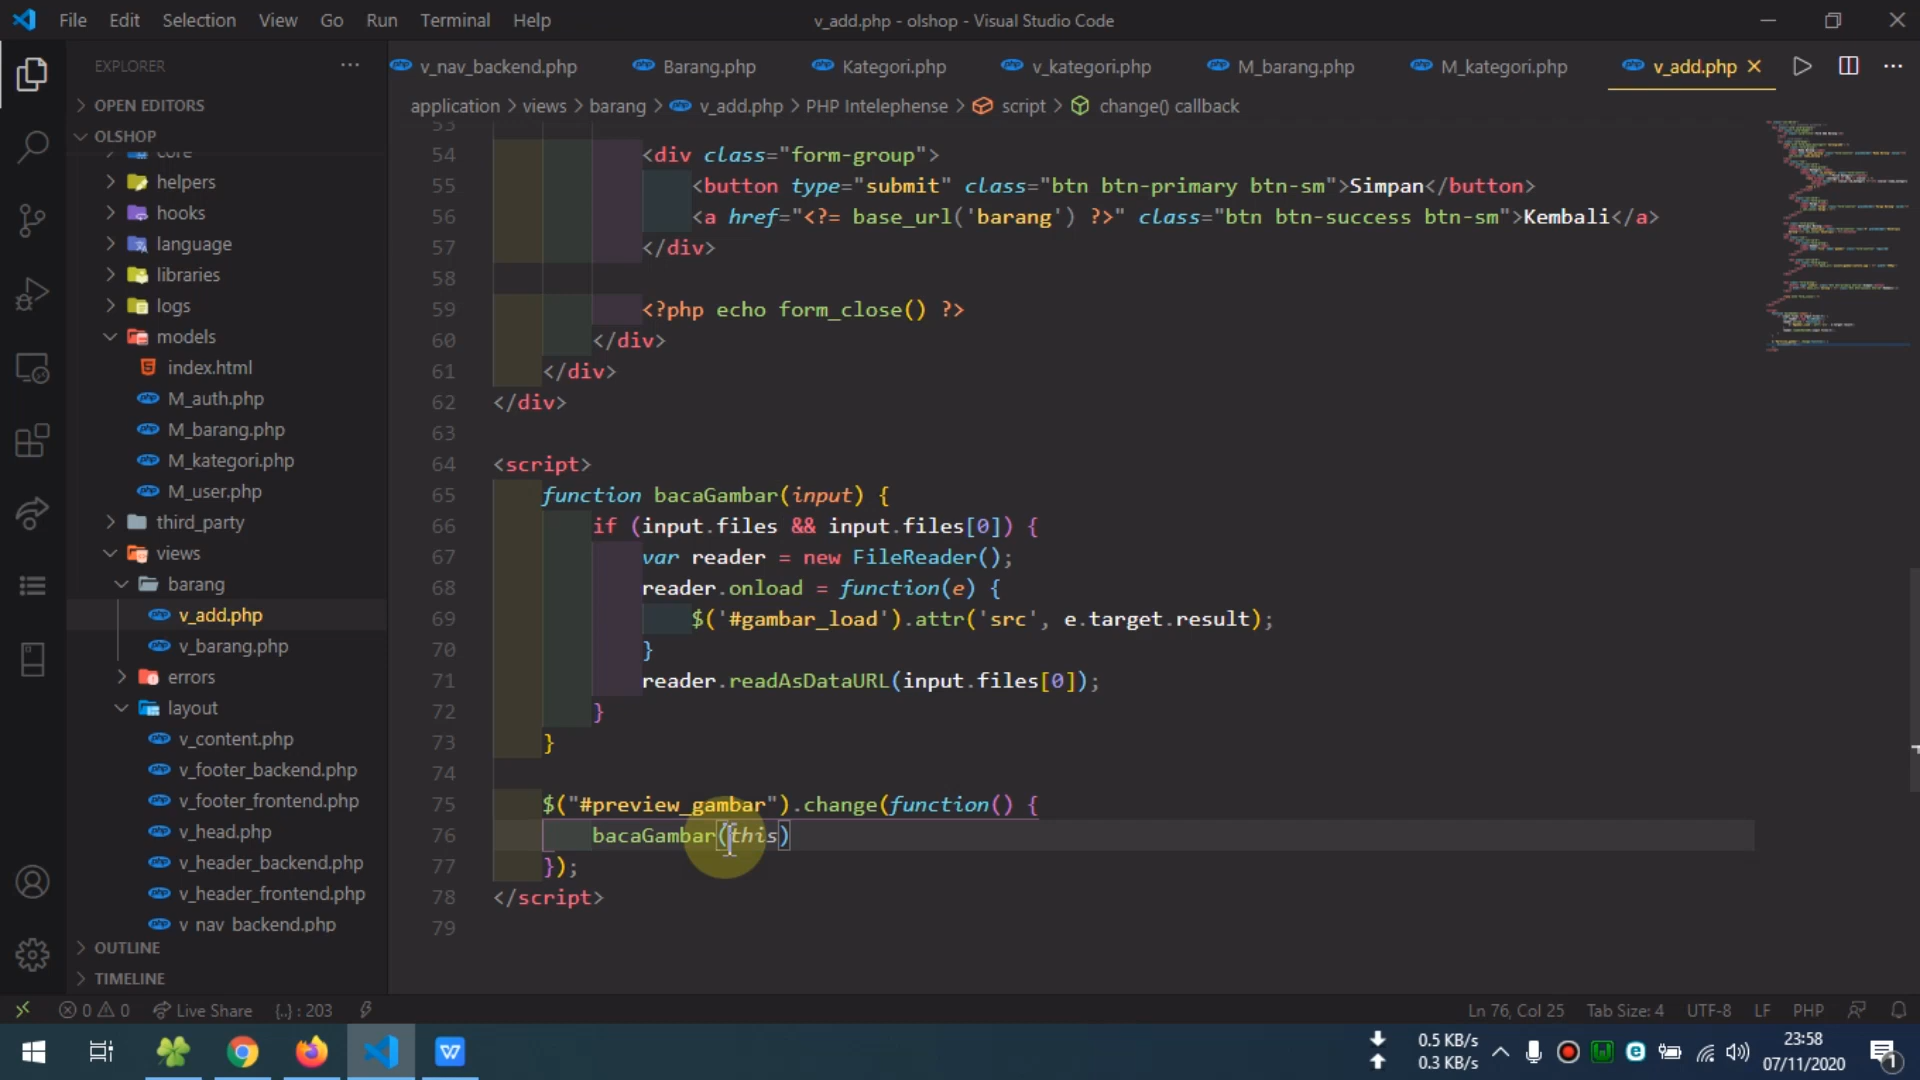 File Edit Selection View Go Run Terminal Help
v_add.php - olshop - Visual Studio Code
EXPLORER
v_nav_backend.php Barang.php Kategori.php v_kategori.php M_barang.php M_kategori.php v_add.php
application > views > barang > v_add.php > PHP Intelephense > script > change() callback
OPEN EDITORS
OLSHOP
core
helpers
hooks
language
libraries
logs
models
index.html
M_auth.php
M_barang.php
M_kategori.php
M_user.php
third_party
views
barang
v_add.php
v_barang.php
errors
layout
v_content.php
v_footer_backend.php
v_footer_frontend.php
v_head.php
v_header_backend.php
v_header_frontend.php
v_nav_backend.php
OUTLINE
TIMELINE
53
54 <div class="form-group">
55 <button type="submit" class="btn btn-primary btn-sm">Simpan</button>
56 <a href="<?= base_url('barang') ?>" class="btn btn-success btn-sm">Kembali</a>
57 </div>
58
59 <?php echo form_close() ?>
60 </div>
61 </div>
62 </div>
63
64 <script>
65 function bacaGambar(input) {
66 if (input.files && input.files[0]) {
67 var reader = new FileReader();
68 reader.onload = function(e) {
69 $('#gambar_load').attr('src', e.target.result);
70 }
71 reader.readAsDataURL(input.files[0]);
72 }
73 }
74
75 $("#preview_gambar").change(function() {
76 bacaGambar(this)
77 });
78 </script>
79
0 0 Live Share {..} : 203
Ln 76, Col 25 Tab Size: 4 UTF-8 LF PHP
0.5 KB/s
0.3 KB/s
23:58
07/11/2020
1